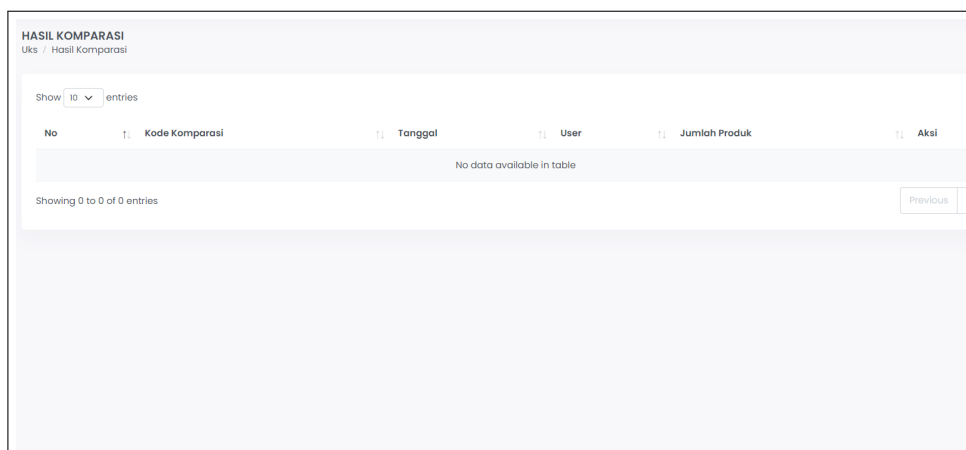 HASIL KOMPARASI
Uks / Hasil Komparasi
Show 10 entries
No Kode Komparasi Tanggal User Jumlah Produk Aksi
No data available in table
Showing 0 to 0 of 0 entries
Previous